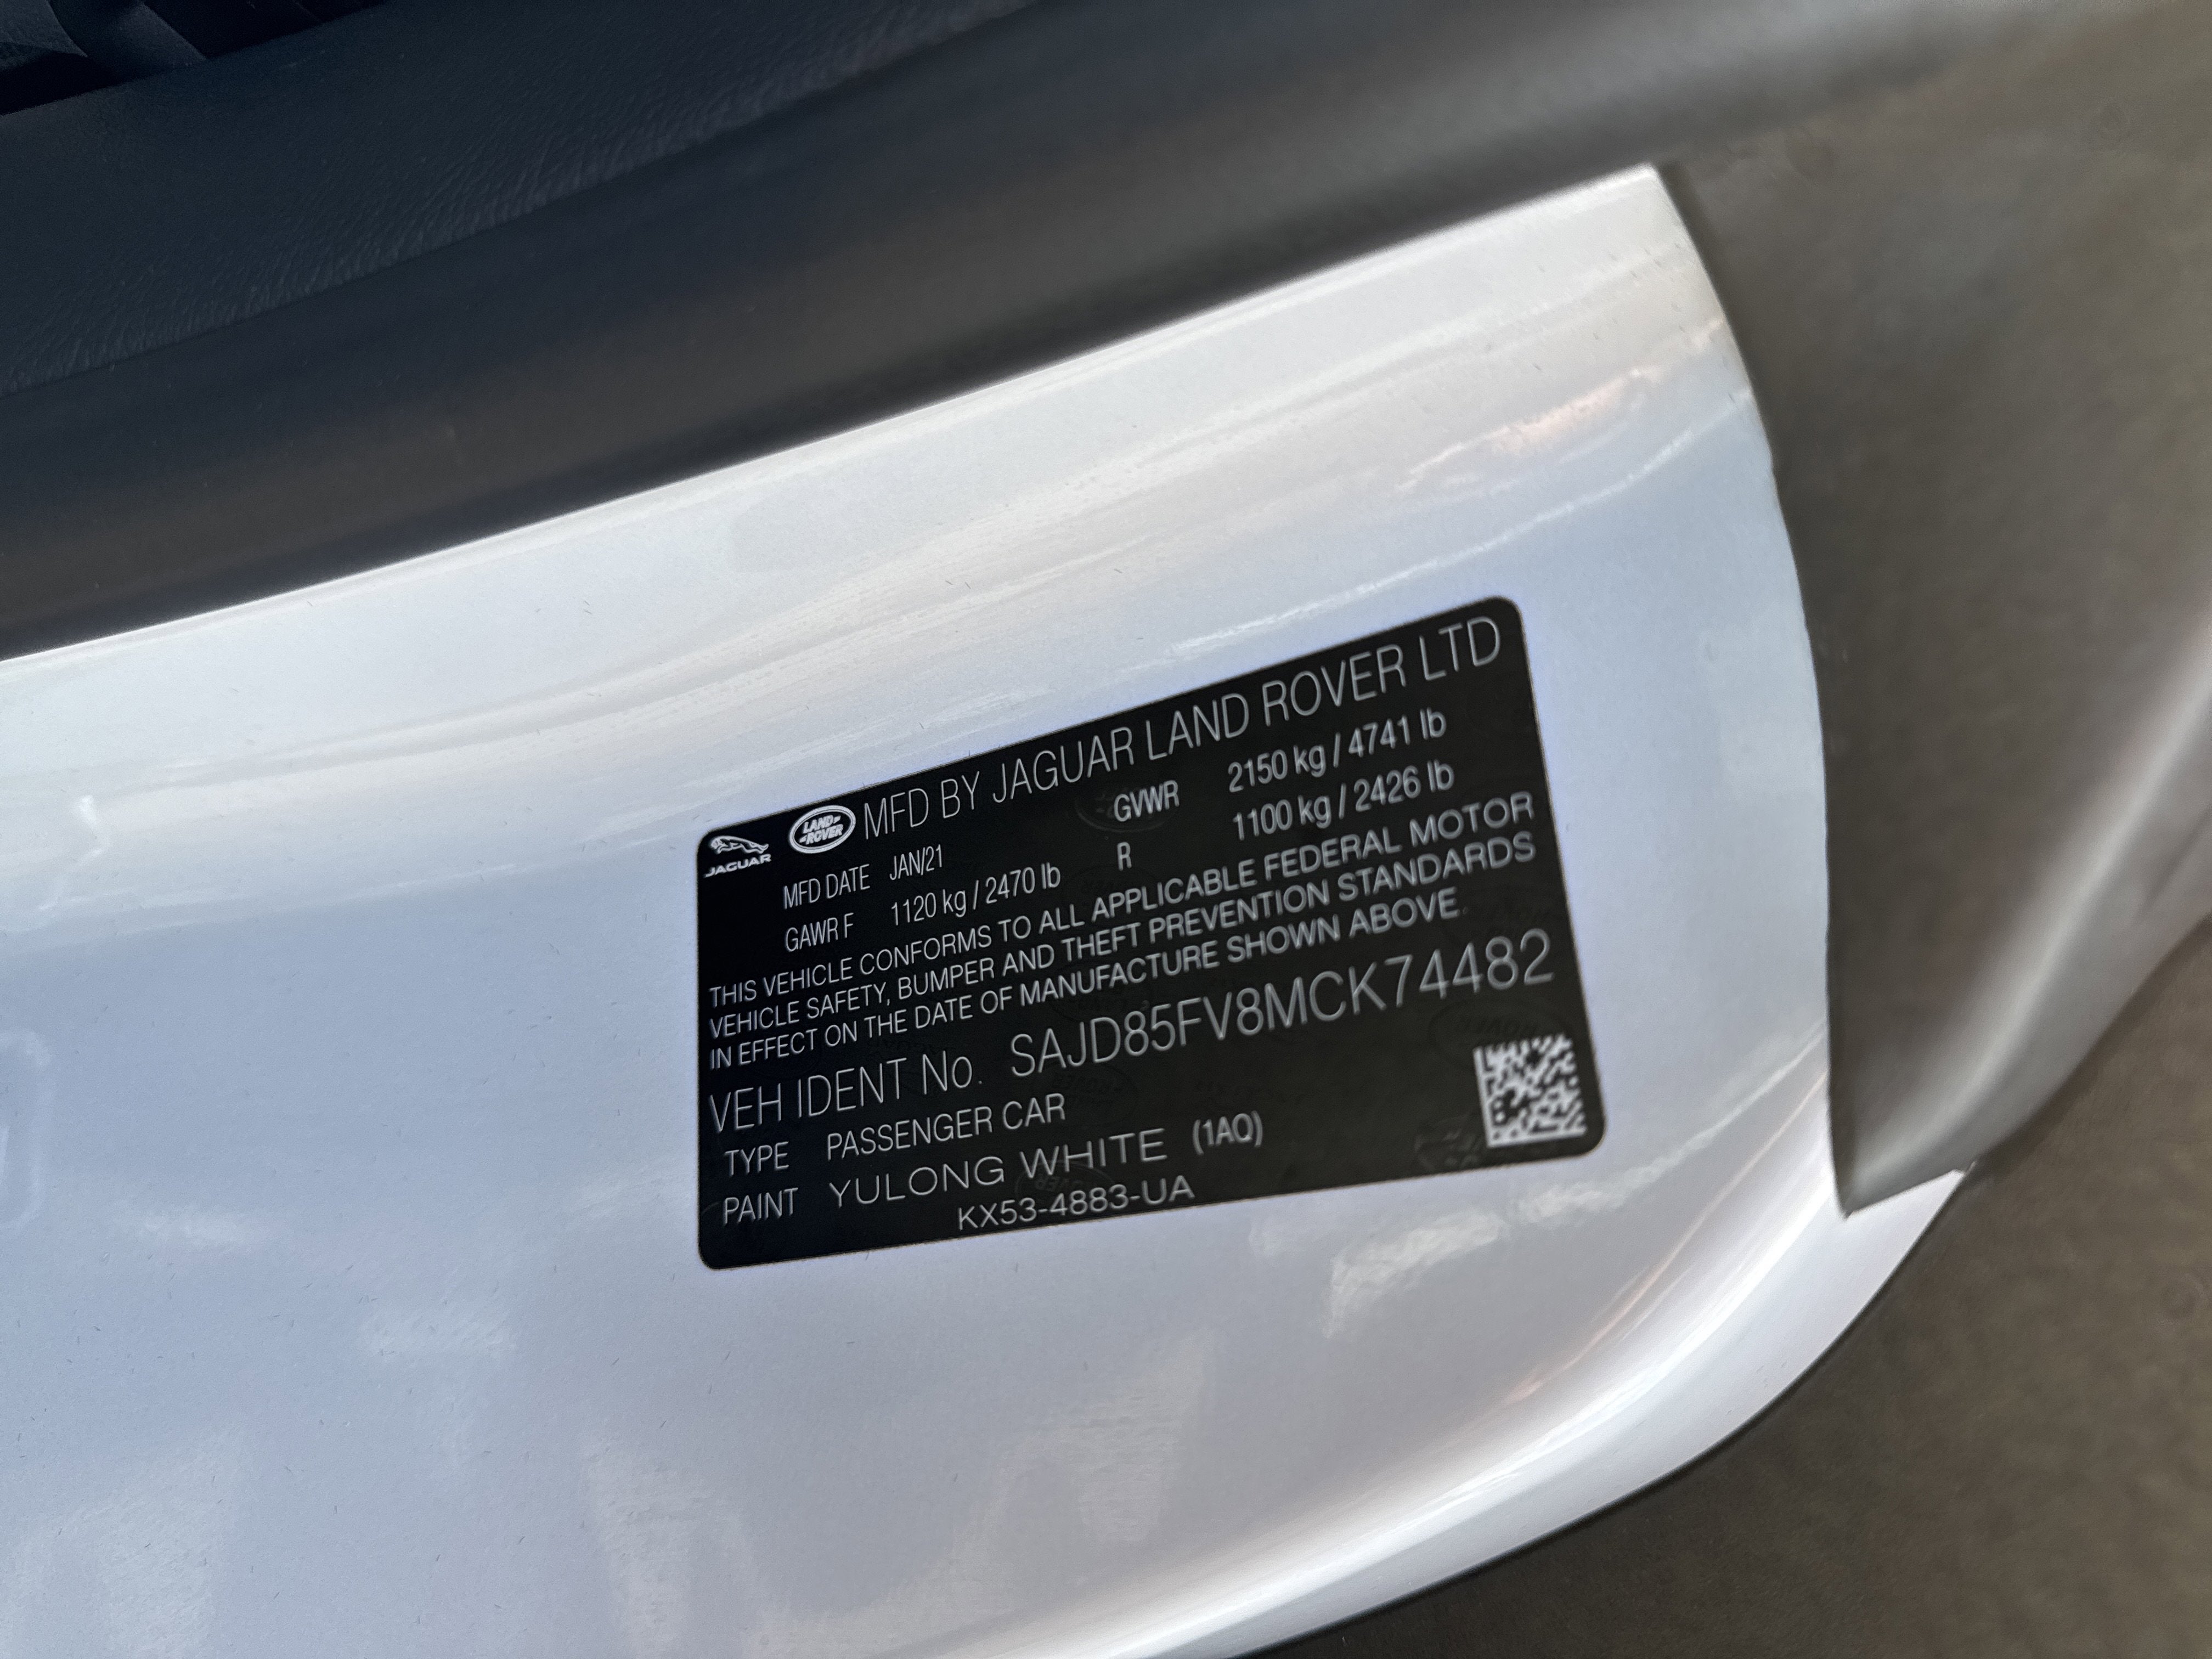 JAGUAR LAND ROVER MFD BY JAGUAR LAND ROVER LTD
MFD DATE JAN/21 GVWR 2150 kg / 4741 lb
GAWR F 1120 kg / 2470 lb R 1100 kg / 2426 lb
THIS VEHICLE CONFORMS TO ALL APPLICABLE FEDERAL MOTOR
VEHICLE SAFETY, BUMPER AND THEFT PREVENTION STANDARDS
IN EFFECT ON THE DATE OF MANUFACTURE SHOWN ABOVE.
VEH IDENT No. SAJD85FV8MCK74482
TYPE PASSENGER CAR
PAINT YULONG WHITE (1AQ)
KX53-4883-UA